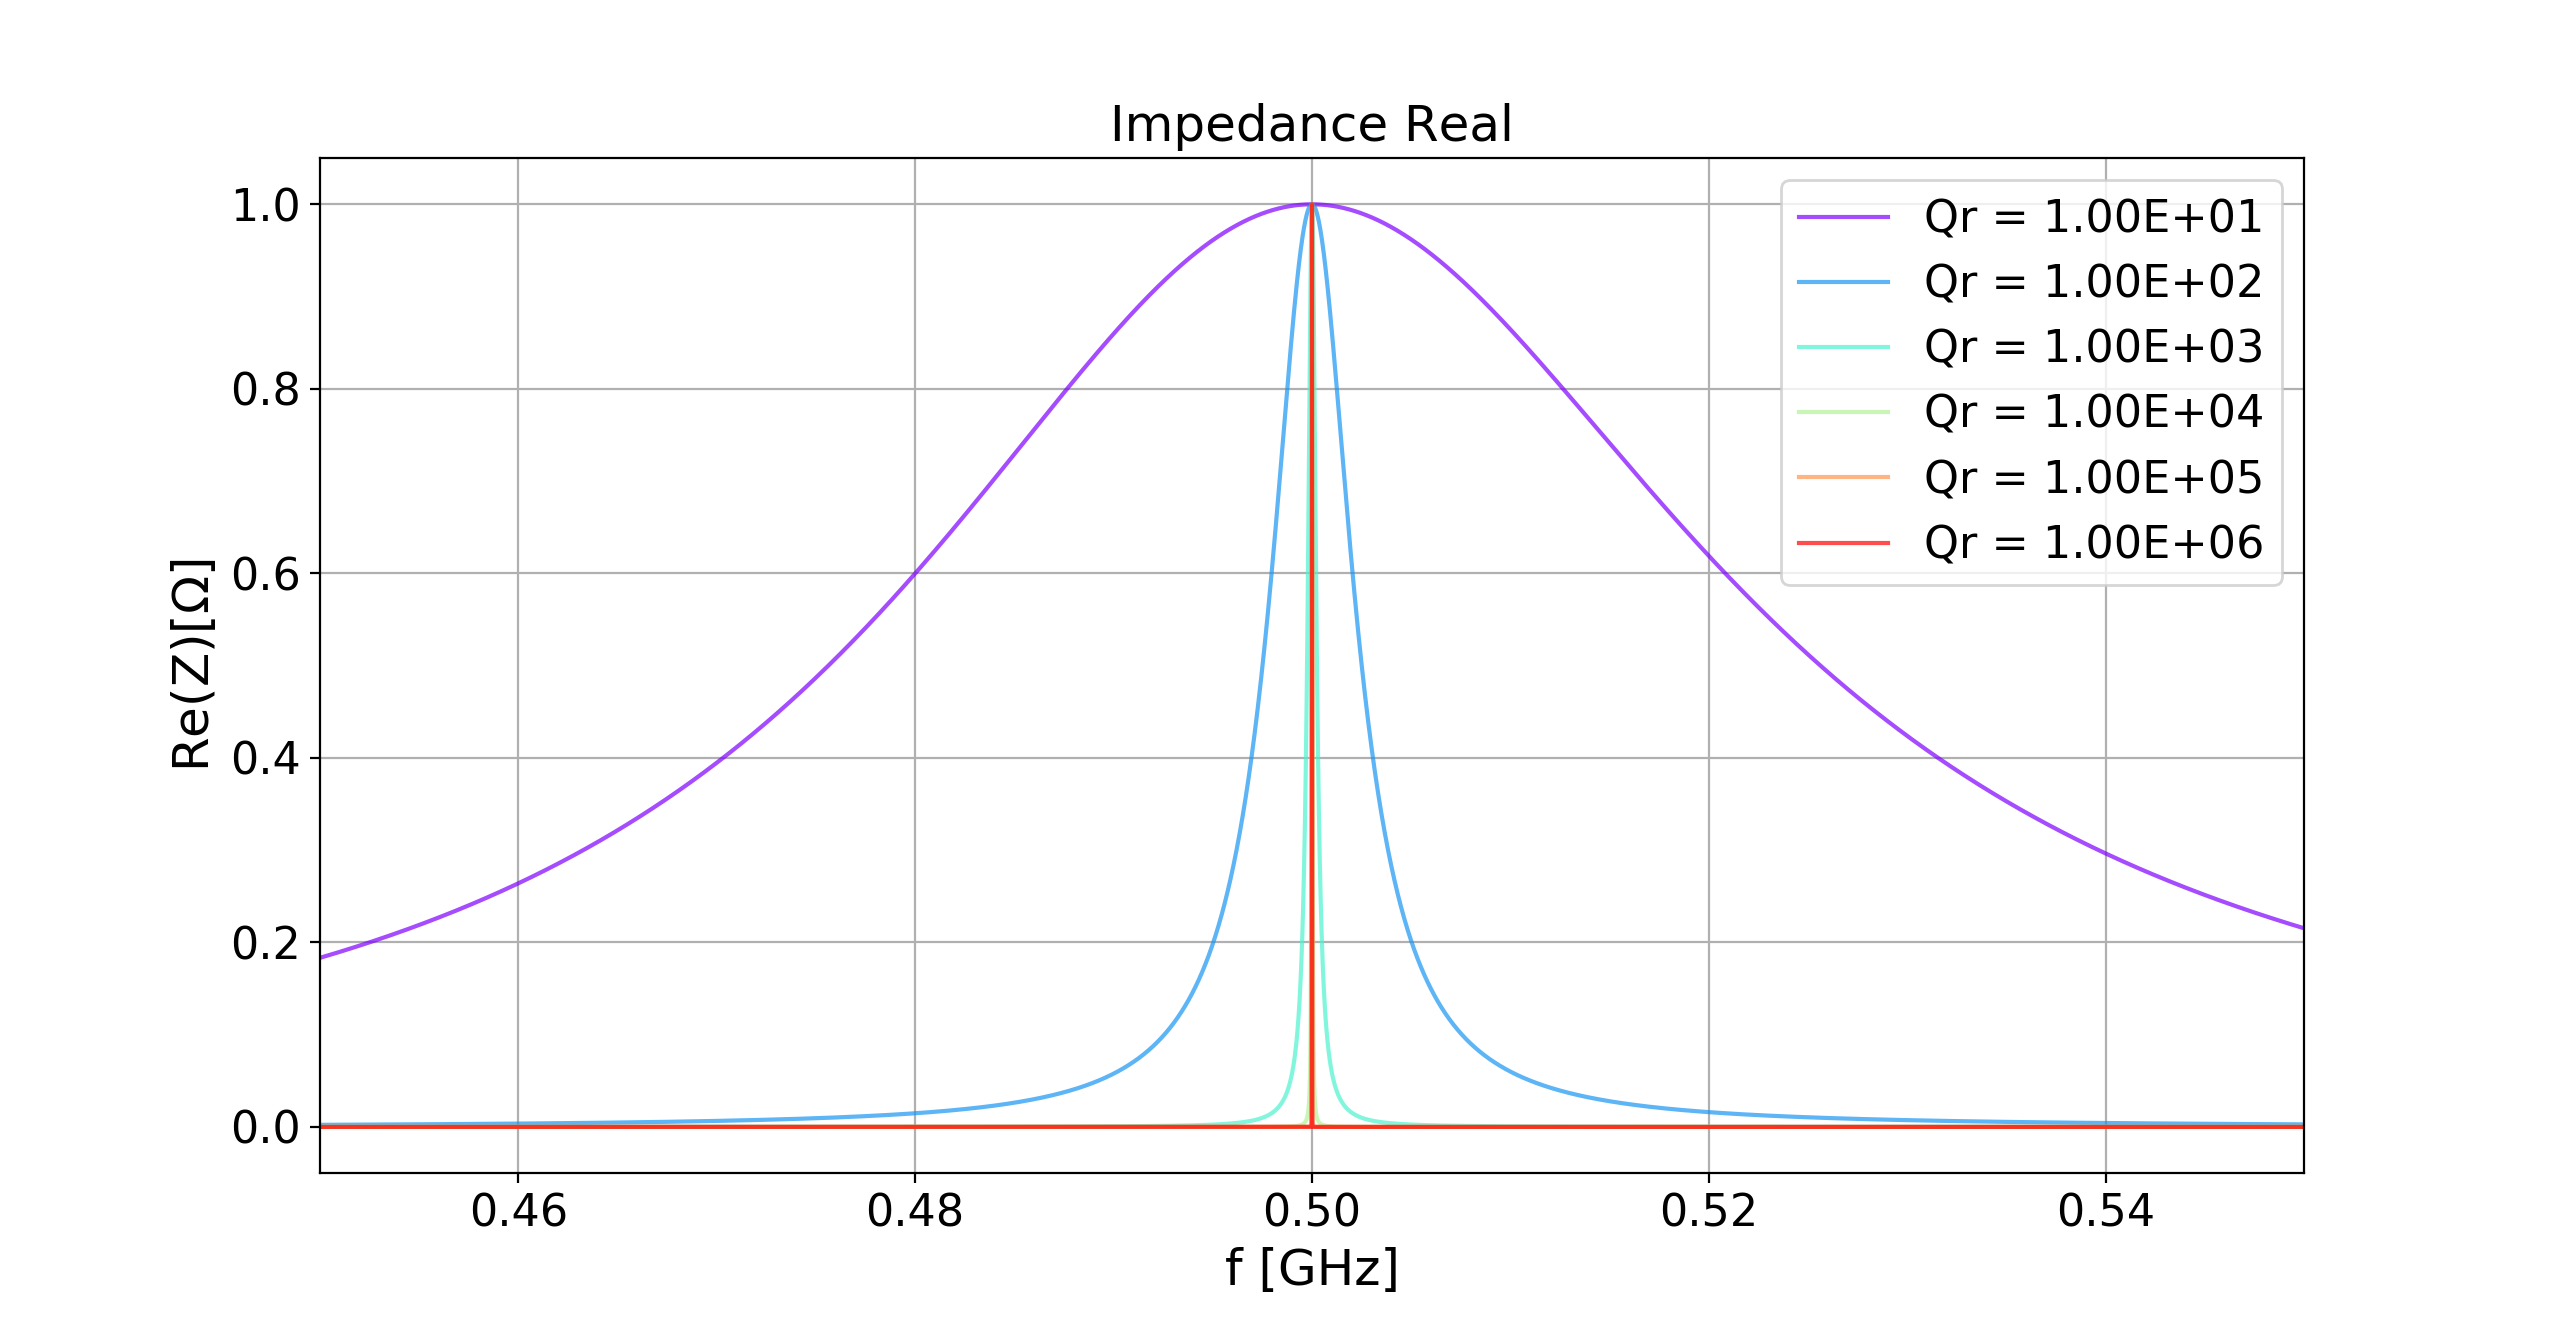 Impedance Real
Re(Z)[Ω]
1.0
0.8
0.6
0.4
0.2
0.0
Qr = 1.00E+01
Qr = 1.00E+02
Qr = 1.00E+03
Qr = 1.00E+04
Qr = 1.00E+05
Qr = 1.00E+06
0.46 0.48 0.50 0.52 0.54
f [GHz]